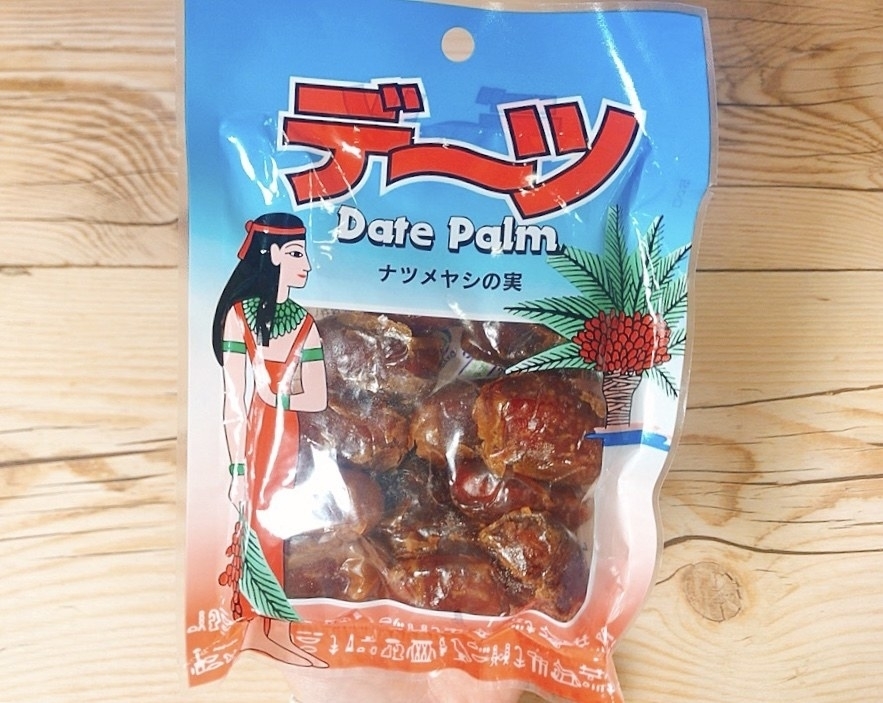 デーツ
Date Palm
ナツメヤシの実